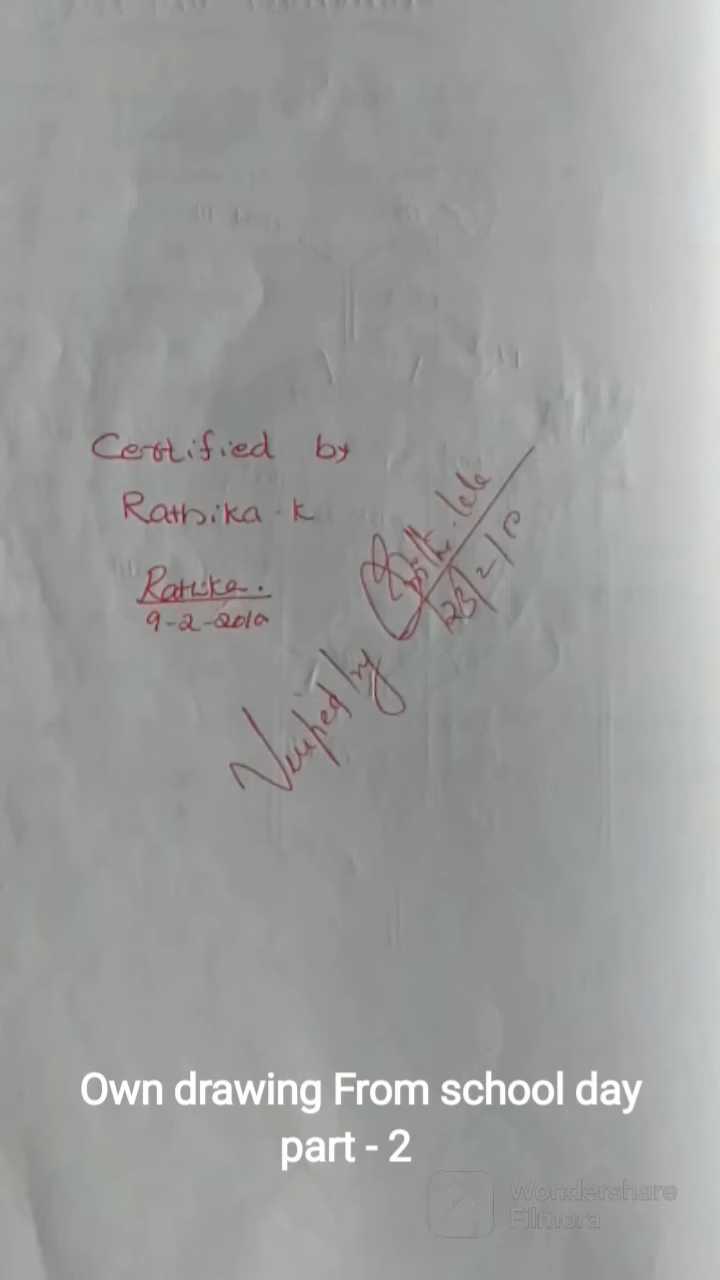 Certified by
Rathika. K
Rathika.
9-2-2010
Verified by
23/2/10
Own drawing From school day
part - 2
Wondershare
Filmora